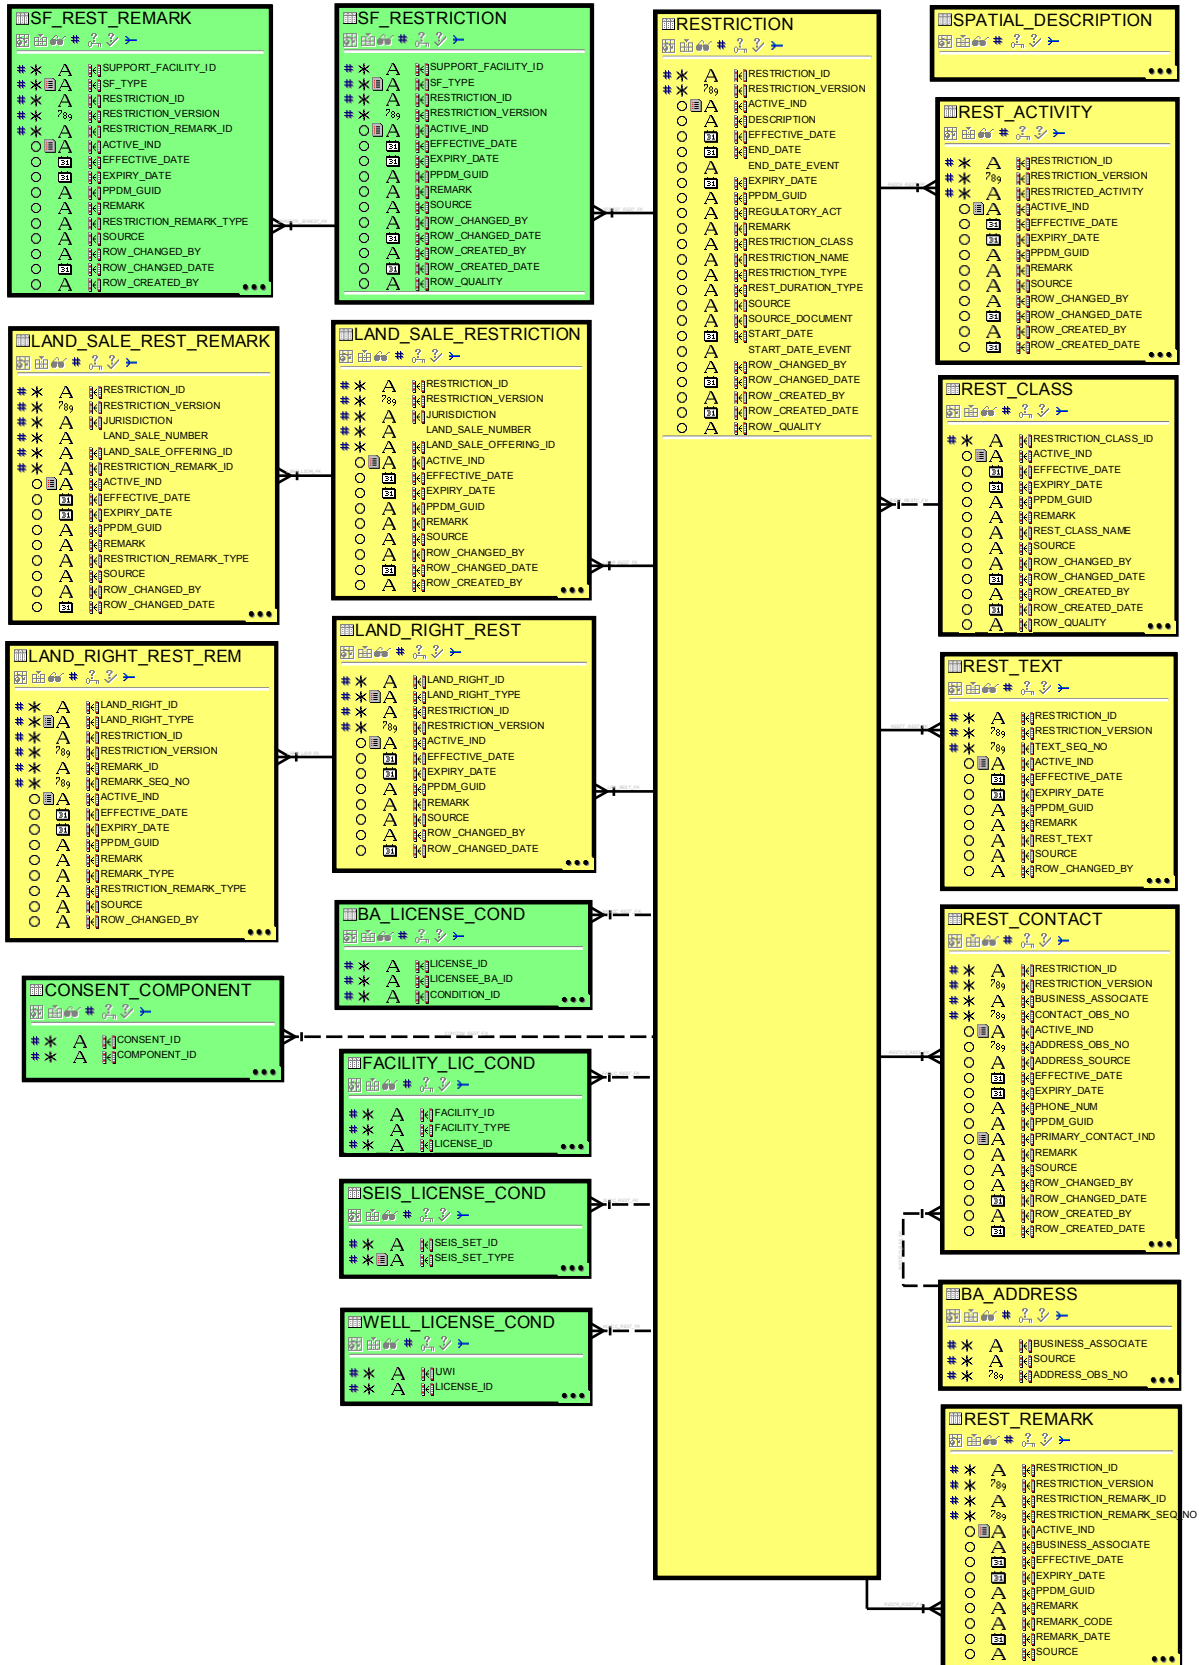 SF_REST_REMARK
SUPPORT_FACILITY_ID
SF_TYPE
RESTRICTION_ID
RESTRICTION_VERSION
RESTRICTION_REMARK_ID
ACTIVE_IND
EFFECTIVE_DATE
EXPIRY_DATE
PPDM_GUID
REMARK
RESTRICTION_REMARK_TYPE
SOURCE
ROW_CHANGED_BY
ROW_CHANGED_DATE
ROW_CREATED_BY
SF_RESTRICTION
SUPPORT_FACILITY_ID
SF_TYPE
RESTRICTION_ID
RESTRICTION_VERSION
ACTIVE_IND
EFFECTIVE_DATE
EXPIRY_DATE
PPDM_GUID
REMARK
SOURCE
ROW_CHANGED_BY
ROW_CHANGED_DATE
ROW_CREATED_BY
ROW_CREATED_DATE
ROW_QUALITY
RESTRICTION
RESTRICTION_ID
RESTRICTION_VERSION
ACTIVE_IND
DESCRIPTION
EFFECTIVE_DATE
END_DATE
END_DATE_EVENT
EXPIRY_DATE
PPDM_GUID
REGULATORY_ACT
REMARK
RESTRICTION_CLASS
RESTRICTION_NAME
RESTRICTION_TYPE
REST_DURATION_TYPE
SOURCE
SOURCE_DOCUMENT
START_DATE
START_DATE_EVENT
ROW_CHANGED_BY
ROW_CHANGED_DATE
ROW_CREATED_BY
ROW_CREATED_DATE
ROW_QUALITY
SPATIAL_DESCRIPTION
REST_ACTIVITY
RESTRICTION_ID
RESTRICTION_VERSION
RESTRICTED_ACTIVITY
ACTIVE_IND
EFFECTIVE_DATE
EXPIRY_DATE
PPDM_GUID
REMARK
SOURCE
ROW_CHANGED_BY
ROW_CHANGED_DATE
ROW_CREATED_BY
ROW_CREATED_DATE
LAND_SALE_REST_REMARK
RESTRICTION_ID
RESTRICTION_VERSION
JURISDICTION
LAND_SALE_NUMBER
LAND_SALE_OFFERING_ID
RESTRICTION_REMARK_ID
ACTIVE_IND
EFFECTIVE_DATE
EXPIRY_DATE
PPDM_GUID
REMARK
RESTRICTION_REMARK_TYPE
SOURCE
ROW_CHANGED_BY
ROW_CHANGED_DATE
LAND_SALE_RESTRICTION
RESTRICTION_ID
RESTRICTION_VERSION
JURISDICTION
LAND_SALE_NUMBER
LAND_SALE_OFFERING_ID
ACTIVE_IND
EFFECTIVE_DATE
EXPIRY_DATE
PPDM_GUID
REMARK
SOURCE
ROW_CHANGED_BY
ROW_CHANGED_DATE
ROW_CREATED_BY
REST_CLASS
RESTRICTION_CLASS_ID
ACTIVE_IND
EFFECTIVE_DATE
EXPIRY_DATE
PPDM_GUID
REMARK
REST_CLASS_NAME
SOURCE
ROW_CHANGED_BY
ROW_CHANGED_DATE
ROW_CREATED_BY
ROW_CREATED_DATE
ROW_QUALITY
LAND_RIGHT_REST_REM
LAND_RIGHT_ID
LAND_RIGHT_TYPE
RESTRICTION_ID
RESTRICTION_VERSION
REMARK_ID
REMARK_SEQ_NO
ACTIVE_IND
EFFECTIVE_DATE
EXPIRY_DATE
PPDM_GUID
REMARK
REMARK_TYPE
RESTRICTION_REMARK_TYPE
SOURCE
ROW_CHANGED_BY
LAND_RIGHT_REST
LAND_RIGHT_ID
LAND_RIGHT_TYPE
RESTRICTION_ID
RESTRICTION_VERSION
ACTIVE_IND
EFFECTIVE_DATE
EXPIRY_DATE
PPDM_GUID
REMARK
SOURCE
ROW_CHANGED_BY
ROW_CHANGED_DATE
REST_TEXT
RESTRICTION_ID
RESTRICTION_VERSION
TEXT_SEQ_NO
ACTIVE_IND
EFFECTIVE_DATE
EXPIRY_DATE
PPDM_GUID
REMARK
REST_TEXT
SOURCE
ROW_CHANGED_BY
BA_LICENSE_COND
LICENSE_ID
LICENSEE_BA_ID
CONDITION_ID
CONSENT_COMPONENT
CONSENT_ID
COMPONENT_ID
FACILITY_LIC_COND
FACILITY_ID
FACILITY_TYPE
LICENSE_ID
SEIS_LICENSE_COND
SEIS_SET_ID
SEIS_SET_TYPE
WELL_LICENSE_COND
UWI
LICENSE_ID
REST_CONTACT
RESTRICTION_ID
RESTRICTION_VERSION
BUSINESS_ASSOCIATE
CONTACT_OBS_NO
ACTIVE_IND
ADDRESS_OBS_NO
ADDRESS_SOURCE
EFFECTIVE_DATE
EXPIRY_DATE
PHONE_NUM
PPDM_GUID
PRIMARY_CONTACT_IND
REMARK
SOURCE
ROW_CHANGED_BY
ROW_CHANGED_DATE
ROW_CREATED_BY
ROW_CREATED_DATE
BA_ADDRESS
BUSINESS_ASSOCIATE
SOURCE
ADDRESS_OBS_NO
REST_REMARK
RESTRICTION_ID
RESTRICTION_VERSION
RESTRICTION_REMARK_ID
RESTRICTION_REMARK_SEQ_NO
ACTIVE_IND
BUSINESS_ASSOCIATE
EFFECTIVE_DATE
EXPIRY_DATE
PPDM_GUID
REMARK
REMARK_CODE
REMARK_DATE
SOURCE